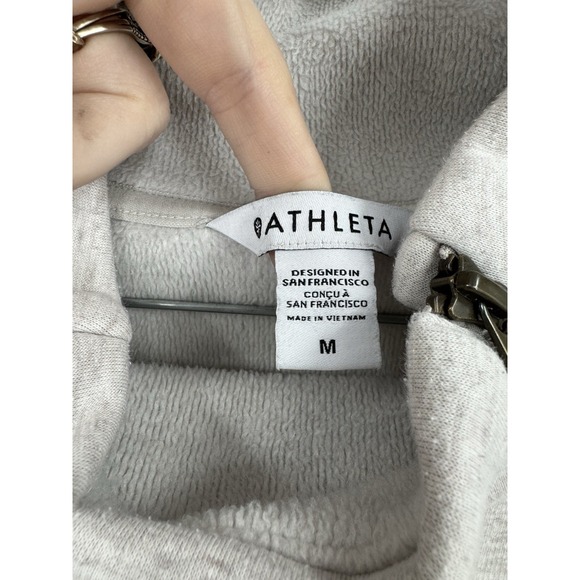 ATHLETA
DESIGNED IN
SAN FRANCISCO
CONÇU À
SAN FRANCISCO
MADE IN VIETNAM
M